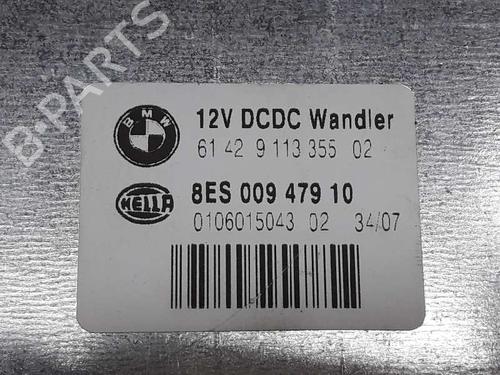 B-PARTS
BMW
12V DCDC Wandler
61 42 9 113 355 02
HELLA
8ES 009 479 10
0106015043 02 34/07